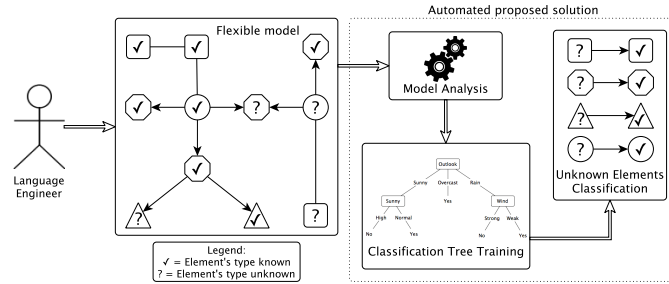 Automated proposed solution
Flexible model
✓ ✓ ✓
✓ ✓ ? ?
✓
? ✓ ?
Language
Engineer
Legend:
✓ = Element's type known
? = Element's type unknown
Model Analysis
Outlook
Sunny Overcast Rain
Sunny Yes Wind
High Normal Strong Weak
No Yes No Yes
Classification Tree Training
? ✓
? ✓
? ✓
? ✓
Unknown Elements
Classification